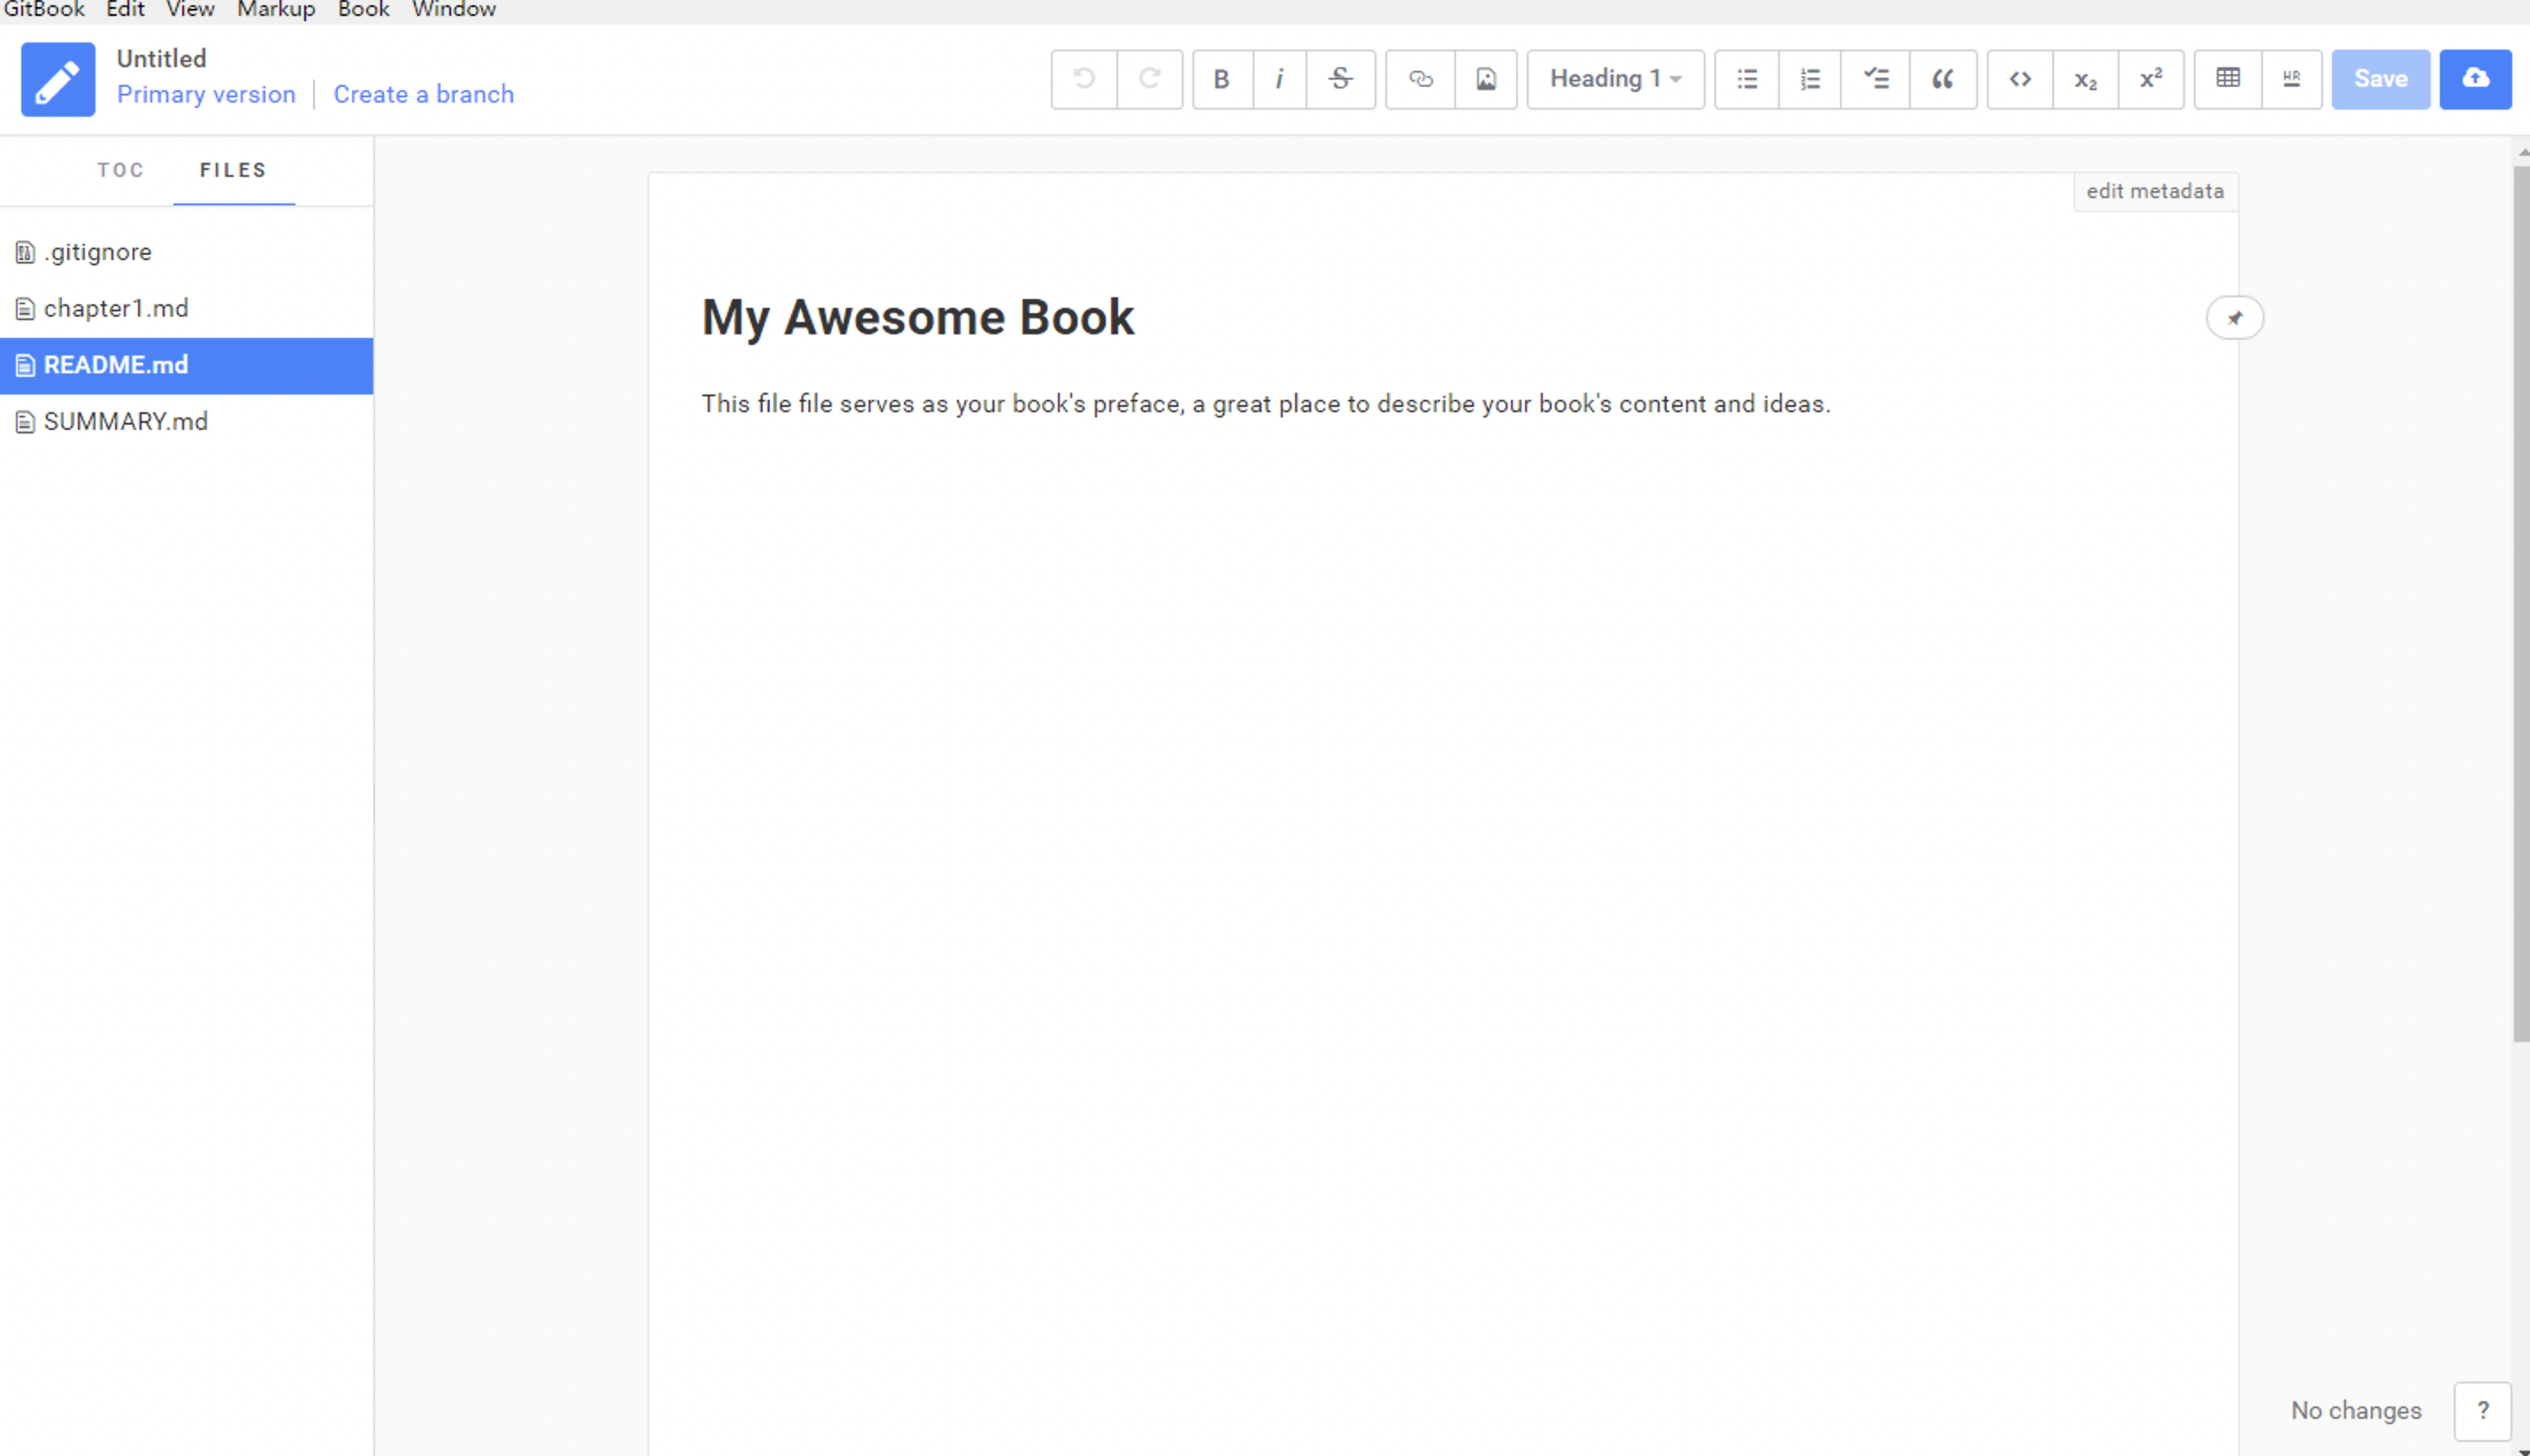 GitBook Edit View Markup Book Window
Untitled
Primary version Create a branch
B i S Heading 1 x₂ x² HR Save
TOC FILES
edit metadata
.gitignore
chapter1.md
README.md
SUMMARY.md
My Awesome Book
This file file serves as your book's preface, a great place to describe your book's content and ideas.
No changes ?